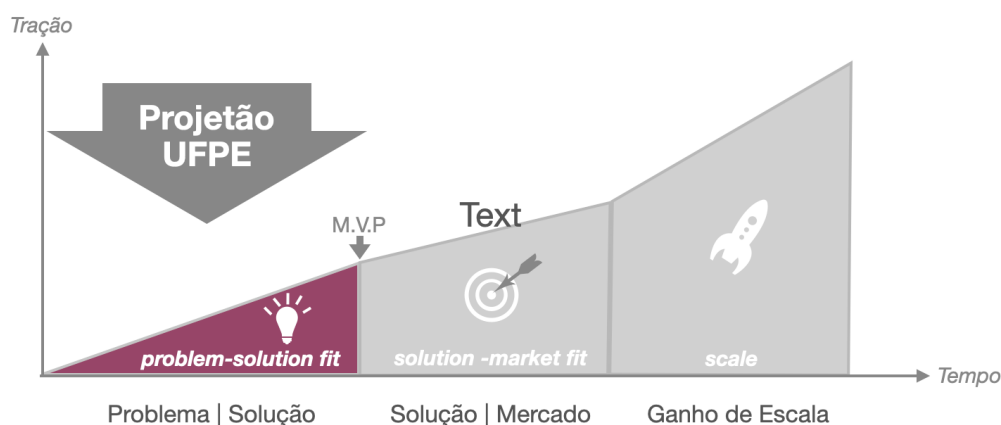 Tração
Projetão
UFPE
M.V.P
Text
problem-solution fit
solution -market fit
scale
Tempo
Problema | Solução
Solução | Mercado
Ganho de Escala